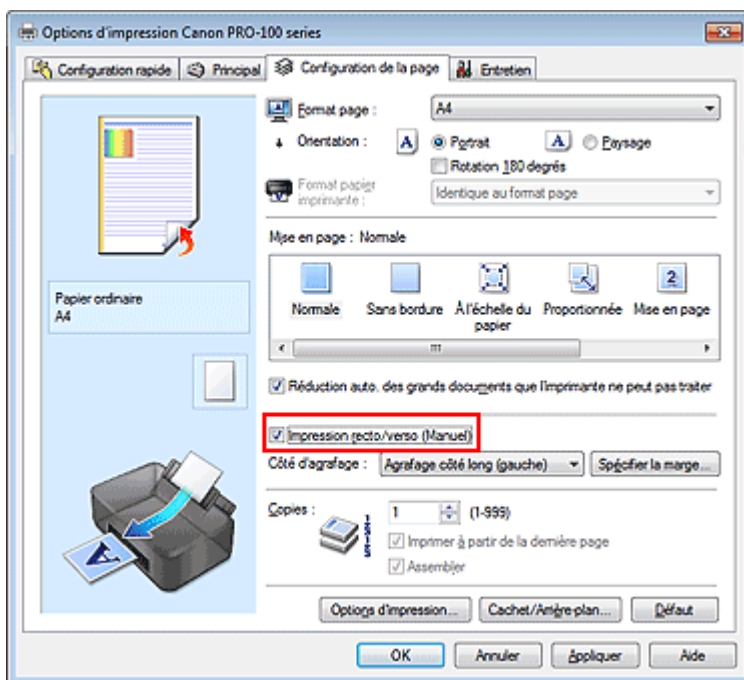 Options d'impression Canon PRO-100 series
Configuration rapide Principal Configuration de la page Entretien
Format page : A4
Orientation : A Portrait A Paysage
Rotation 180 degrés
Format papier imprimante : Identique au format page
Mise en page : Normale
Normale Sans bordure À l'échelle du papier Proportionnée Mise en page
Papier ordinaire
A4
Réduction auto. des grands documents que l'imprimante ne peut pas traiter
Impression recto/verso (Manuel)
Côté d'agrafage : Agrafage côté long (gauche) Spécifier la marge...
Copies : 1 (1-999)
Imprimer à partir de la dernière page
Assembler
Options d'impression... Cachet/Arrière-plan... Défaut
OK Annuler Appliquer Aide